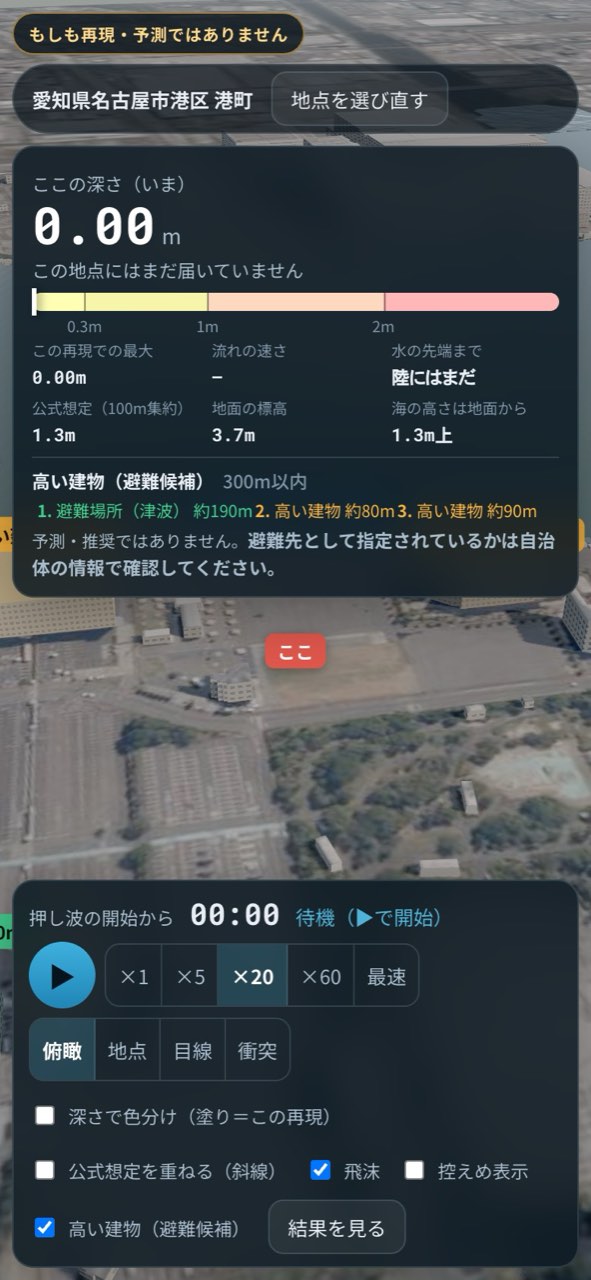 もしも再現・予測ではありません
愛知県名古屋市港区 港町 地点を選び直す
ここの深さ（いま）
0.00 m
この地点にはまだ届いていません
0.3m 1m 2m
この再現での最大 流れの速さ 水の先端まで
0.00m – 陸にはまだ
公式想定（100m集約） 地面の標高 海の高さは地面から
1.3m 3.7m 1.3m上
高い建物（避難候補） 300m以内
1. 避難場所（津波） 約190m 2. 高い建物 約80m 3. 高い建物 約90m
予測・推奨ではありません。避難先として指定されているかは自治
体の情報で確認してください。
ここ
押し波の開始から 00:00 待機（▶で開始）
×1 ×5 ×20 ×60 最速
俯瞰 地点 目線 衝突
深さで色分け（塗り＝この再現）
公式想定を重ねる（斜線） 飛沫 控えめ表示
高い建物（避難候補） 結果を見る